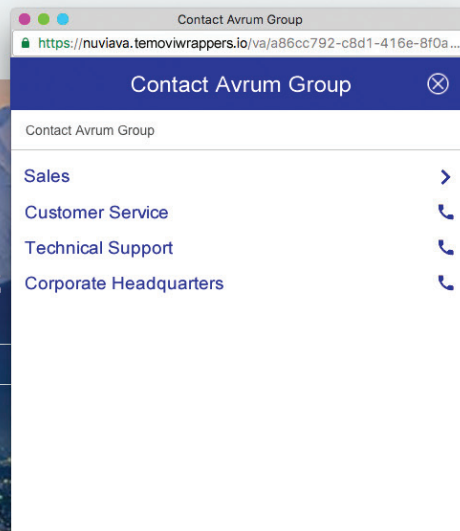 Contact Avrum Group
https://nuviava.temoviwrappers.io/va/a86cc792-c8d1-416e-8f0a...
Contact Avrum Group
Contact Avrum Group
Sales
Customer Service
Technical Support
Corporate Headquarters